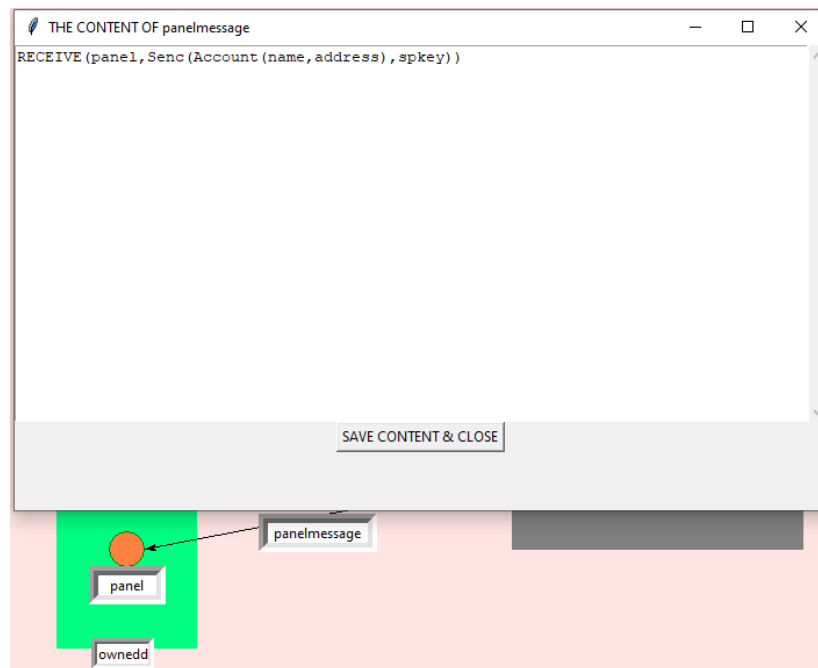 THE CONTENT OF panelmessage
RECEIVE(panel,Senc(Account(name,address),spkey))
SAVE CONTENT & CLOSE
panelmessage
panel
ownedd